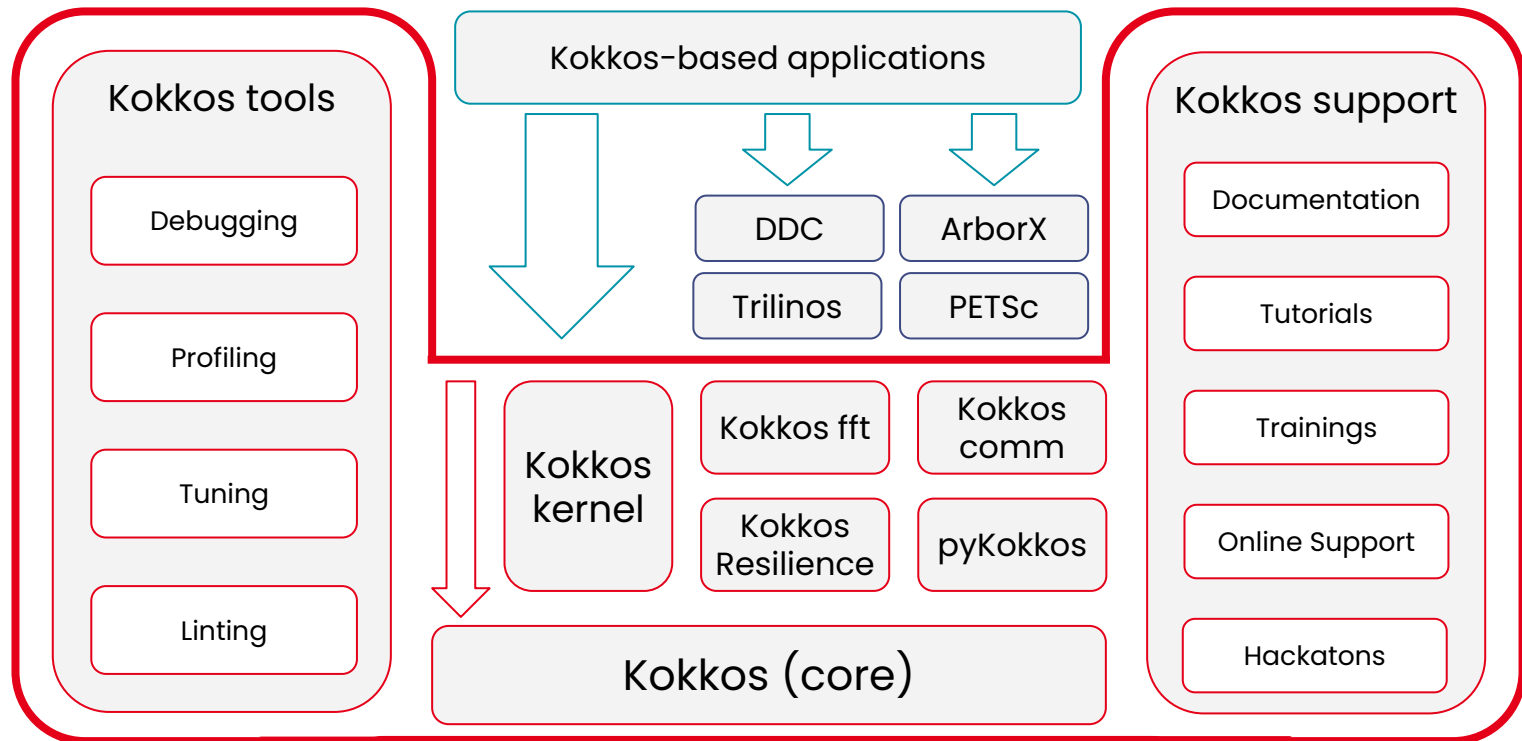 Kokkos-based applications
Kokkos tools
Debugging
Profiling
Tuning
Linting
DDC
ArborX
Trilinos
PETSc
Kokkos
kernel
Kokkos fft
Kokkos
comm
Kokkos
Resilience
pyKokkos
Kokkos (core)
Kokkos support
Documentation
Tutorials
Trainings
Online Support
Hackatons